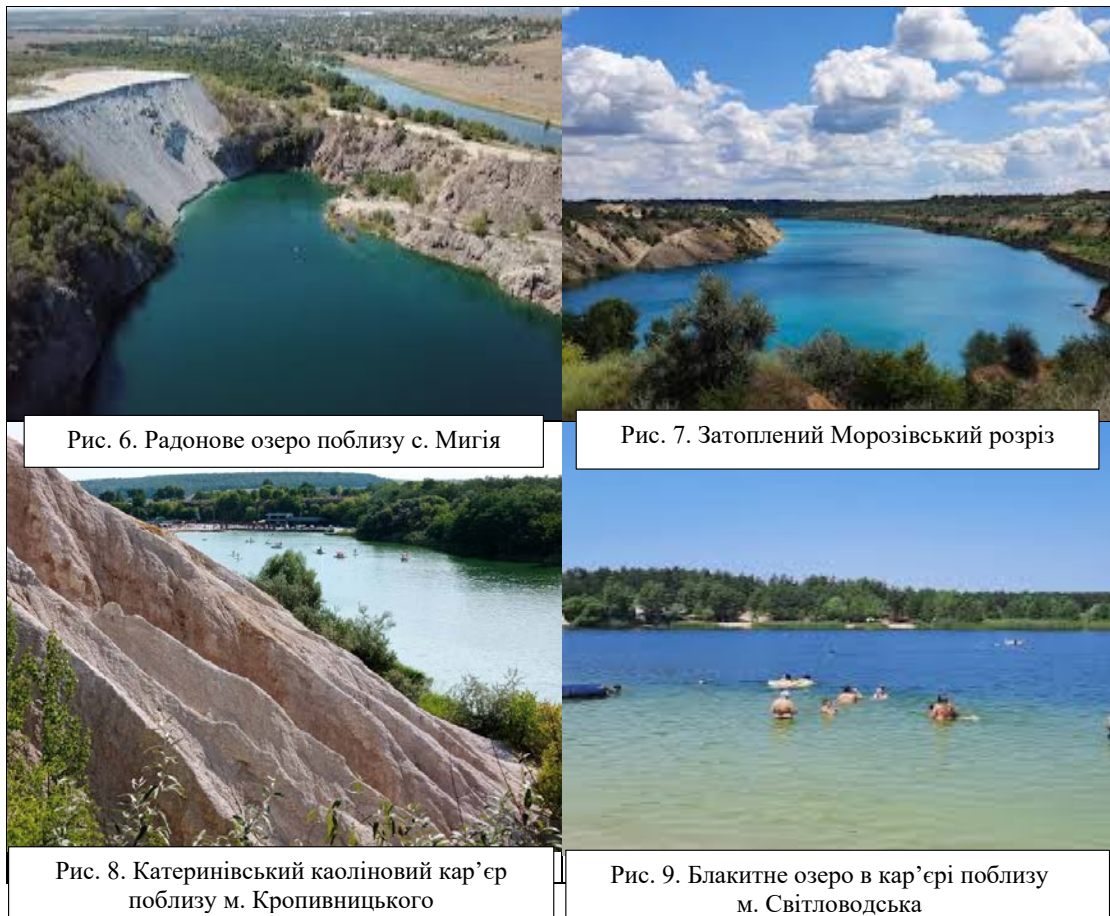 Рис. 6. Радонове озеро поблизу с. Мигія
Рис. 7. Затоплений Морозівський розріз
Рис. 8. Катеринівський каоліновий кар’єр
поблизу м. Кропивницького
Рис. 9. Блакитне озеро в кар’єрі поблизу
м. Світловодська